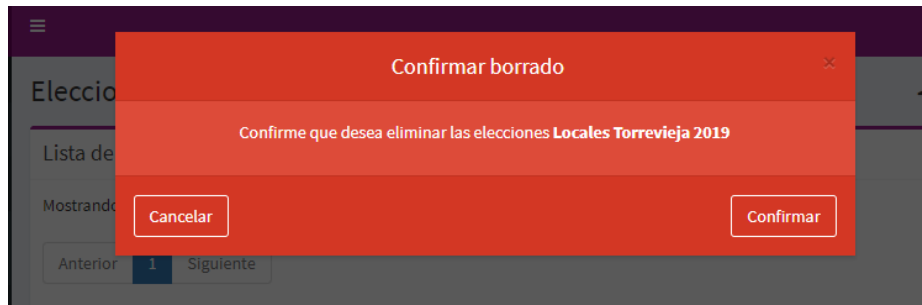 Confirmar borrado ×
Eleccio
Confirme que desea eliminar las elecciones Locales Torrevieja 2019
Lista de
Mostrando
Cancelar Confirmar
Anterior 1 Siguiente